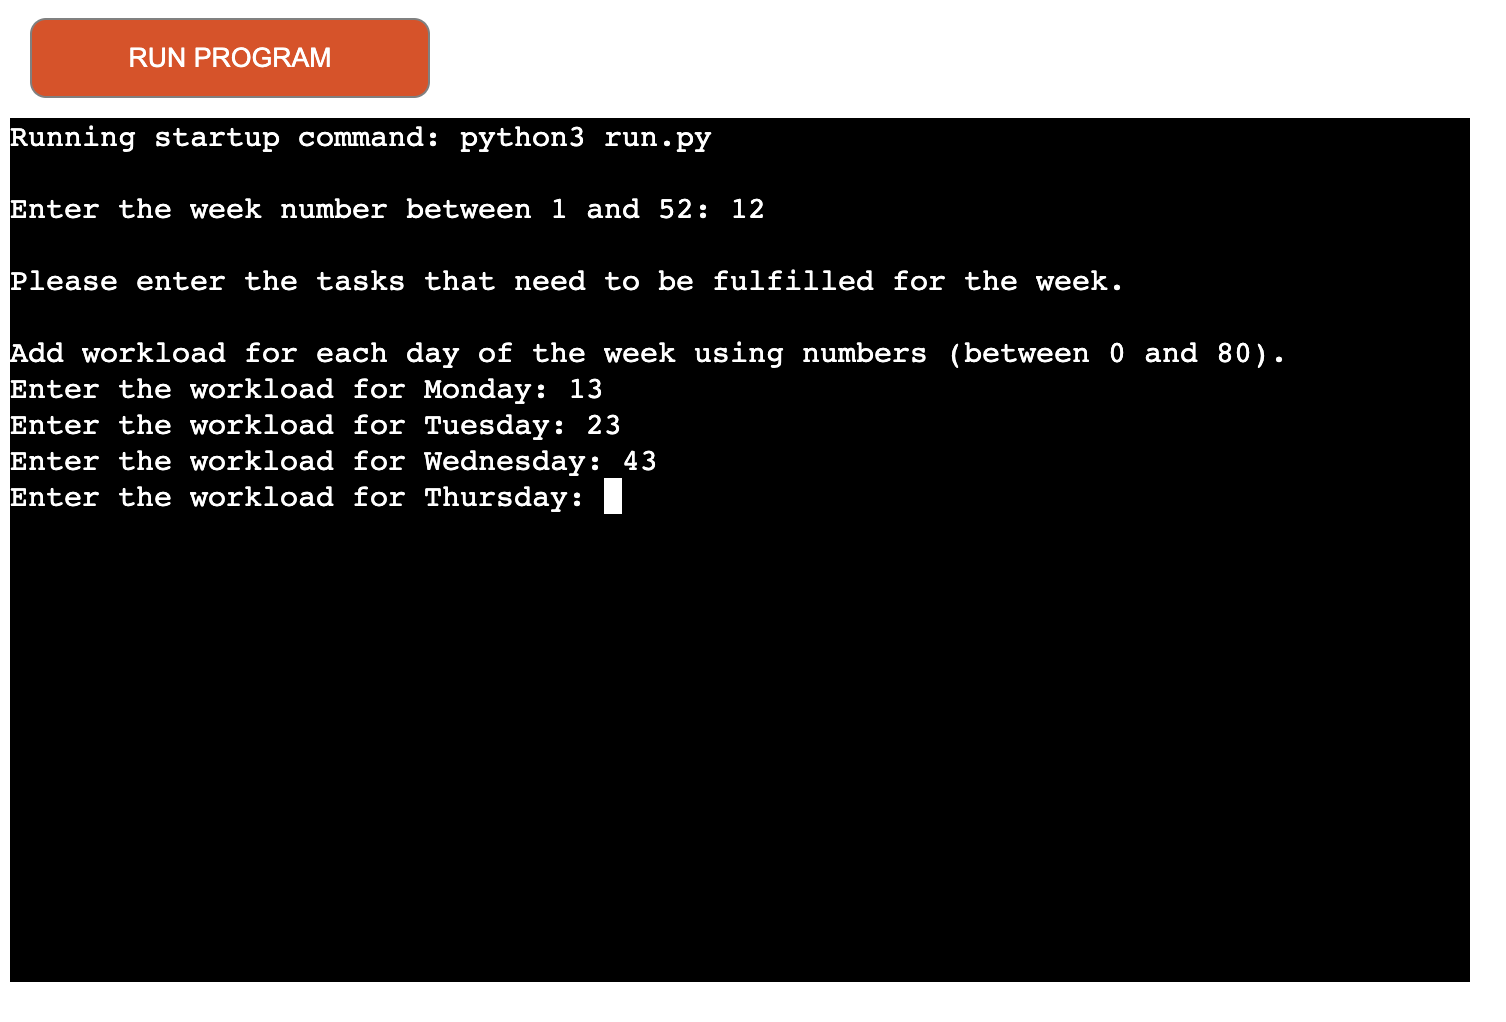 RUN PROGRAM
Running startup command: python3 run.py
Enter the week number between 1 and 52: 12
Please enter the tasks that need to be fulfilled for the week.
Add workload for each day of the week using numbers (between 0 and 80).
Enter the workload for Monday: 13
Enter the workload for Tuesday: 23
Enter the workload for Wednesday: 43
Enter the workload for Thursday: